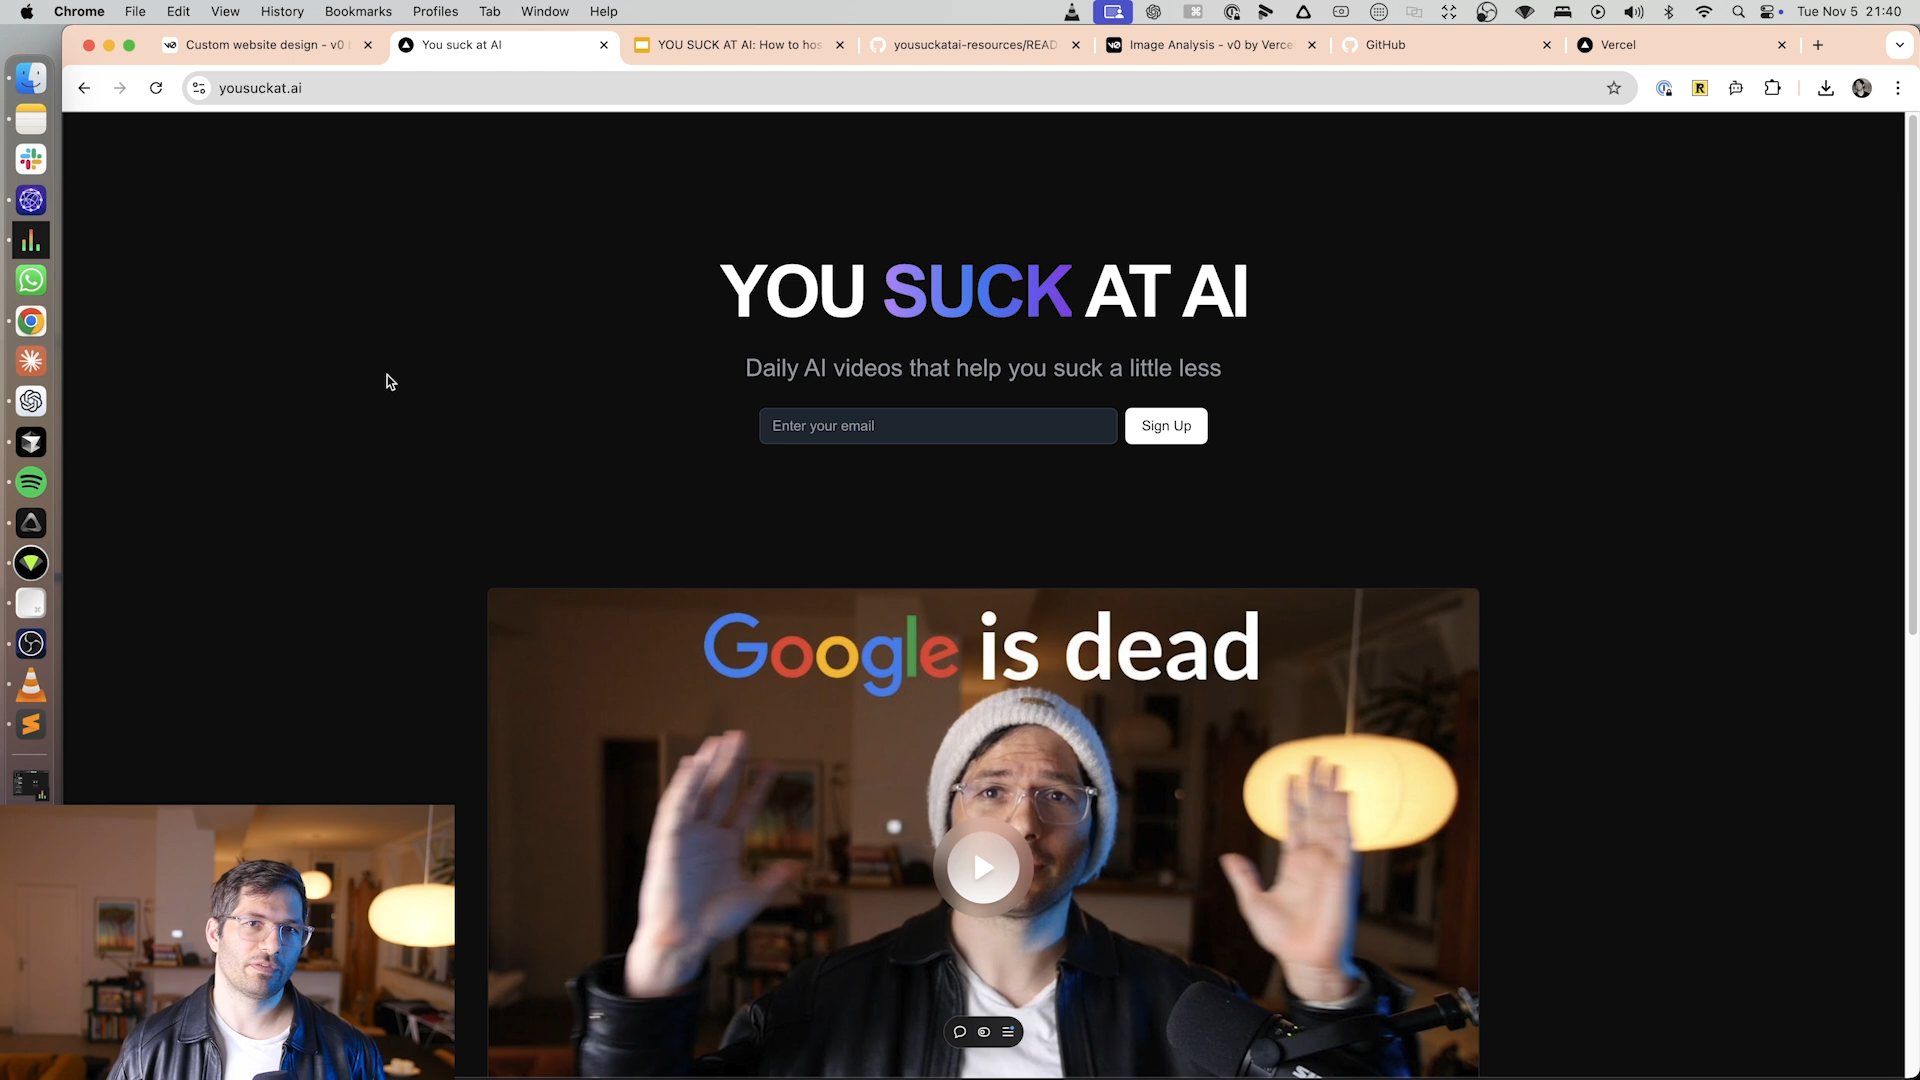 Chrome File Edit View History Bookmarks Profiles Tab Window Help Tue Nov 5 21:40
Custom website design - v0 You suck at AI YOU SUCK AT AI: How to hos yousuckatai-resources/READ Image Analysis - v0 by Verce GitHub Vercel
yousuckat.ai
YOU SUCK AT AI
Daily AI videos that help you suck a little less
Enter your email Sign Up
Google is dead